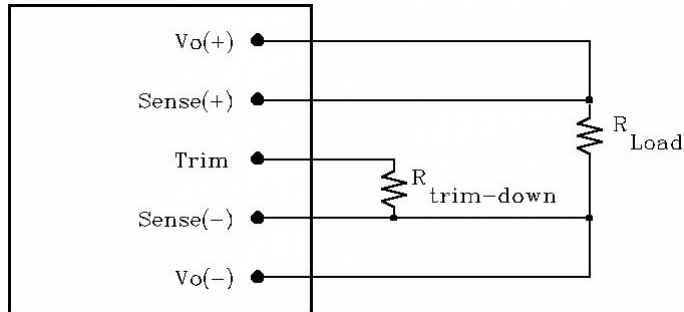 Vo(+)
Sense(+)
Trim
Sense(-)
Vo(-)
R
trim-down
R
Load